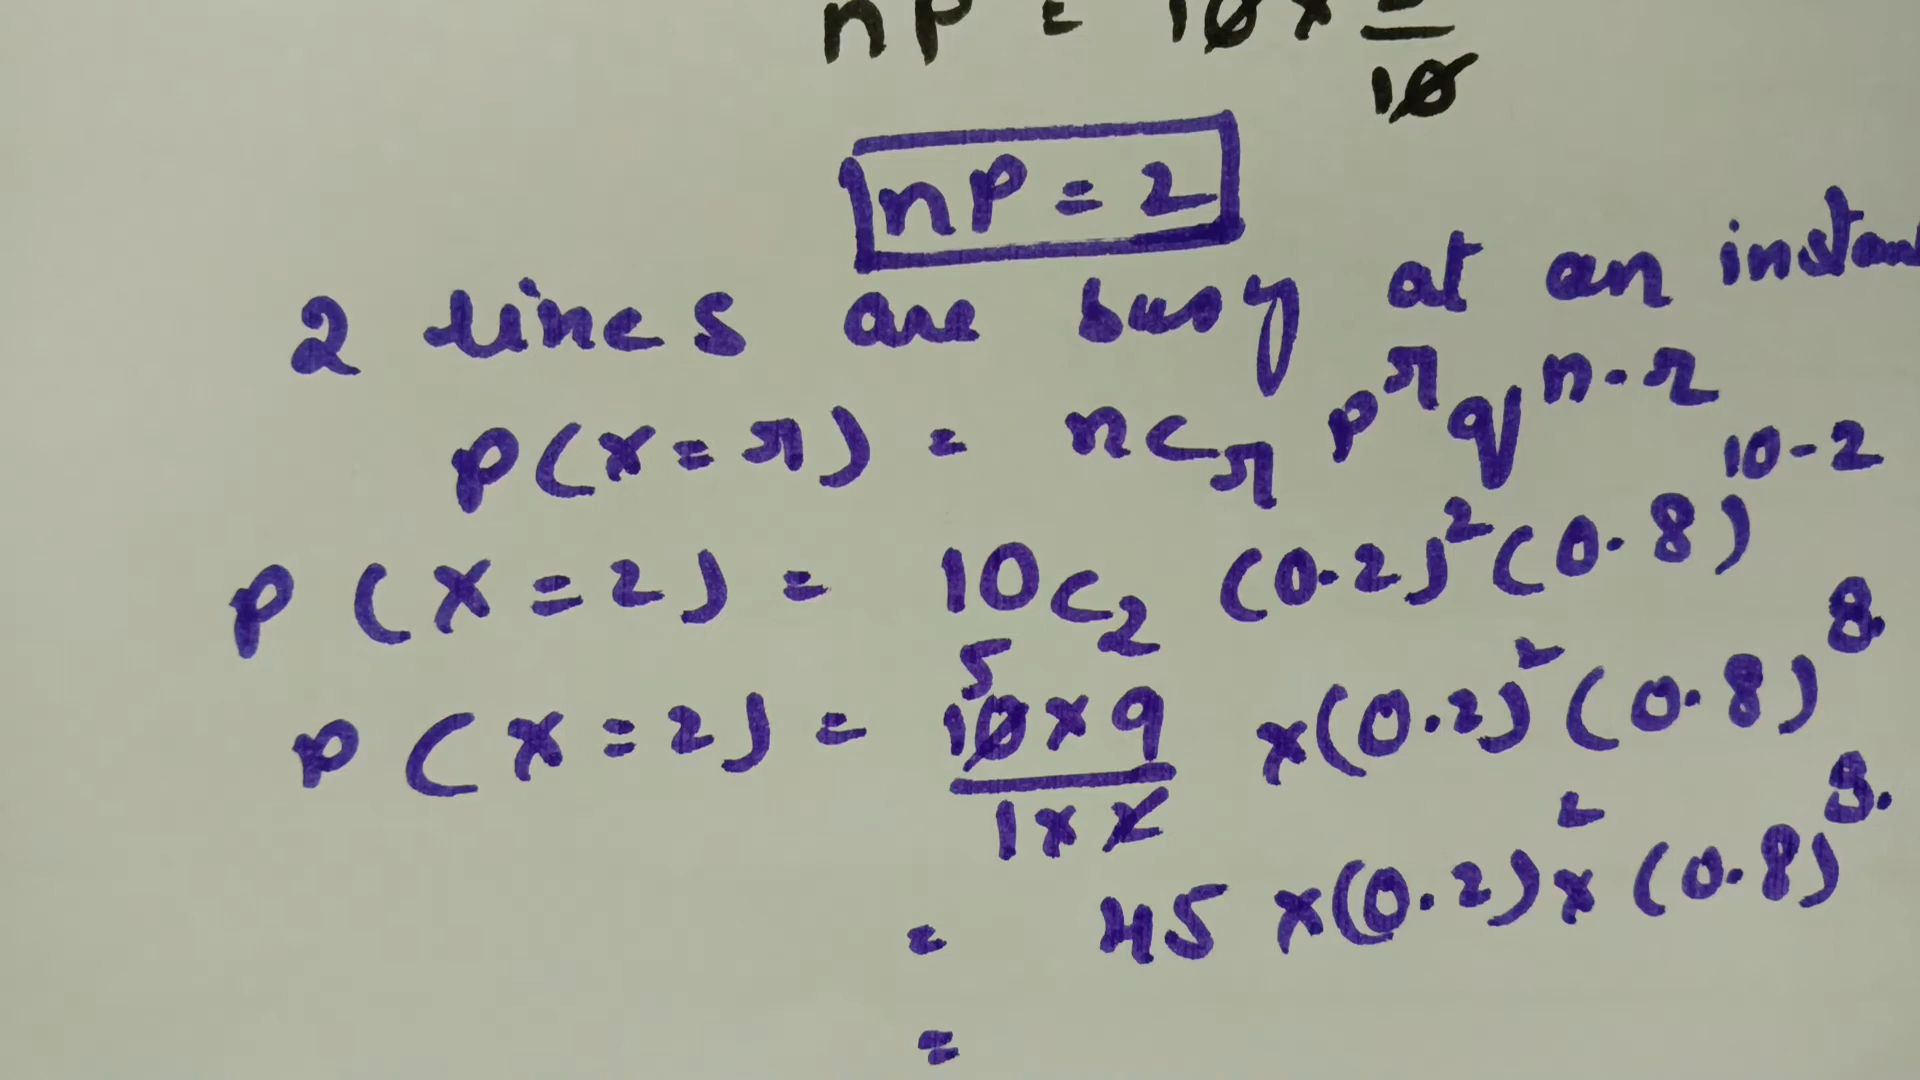 np = 10 ×
10
np = 2
2 lines are busy at an instant
P(x=r) = nCr p^r q^n-r
P(X=2) = 10C2 (0.2)^2 (0.8)^10-2
5
P(X=2) = 10×9 ×(0.2)^2 (0.8)^8.
1×2
= 45 ×(0.2)^2 × (0.8)^8.
=